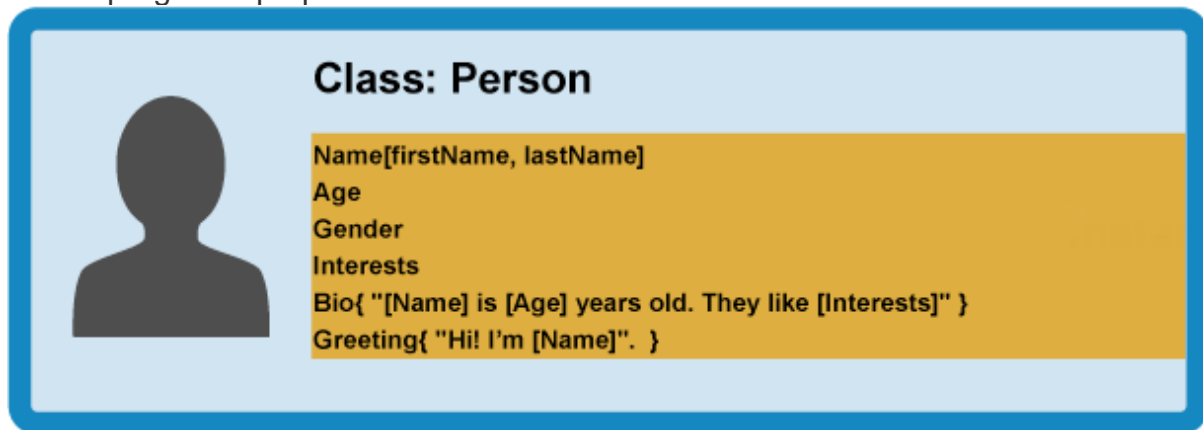 Class: Person
Name[firstName, lastName]
Age
Gender
Interests
Bio{ "[Name] is [Age] years old. They like [Interests]" }
Greeting{ "Hi! I’m [Name]".  }